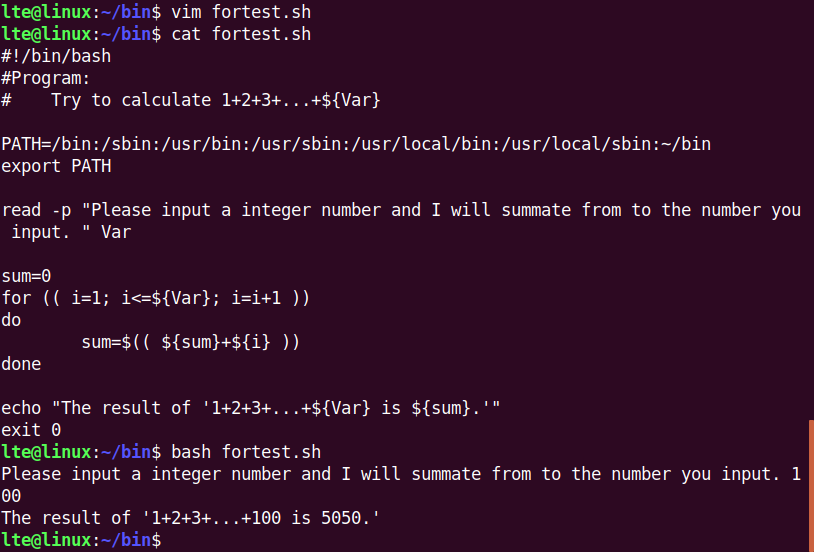 lte@linux:~/bin$ vim fortest.sh
lte@linux:~/bin$ cat fortest.sh
#!/bin/bash
#Program:
#    Try to calculate 1+2+3+...+${Var}
PATH=/bin:/sbin:/usr/bin:/usr/sbin:/usr/local/bin:/usr/local/sbin:~/bin
export PATH
read -p "Please input a integer number and I will summate from to the number you
 input. " Var
sum=0
for (( i=1; i<=${Var}; i=i+1 ))
do
        sum=$(( ${sum}+${i} ))
done
echo "The result of '1+2+3+...+${Var} is ${sum}.'"
exit 0
lte@linux:~/bin$ bash fortest.sh
Please input a integer number and I will summate from to the number you input. 1
00
The result of '1+2+3+...+100 is 5050.'
lte@linux:~/bin$